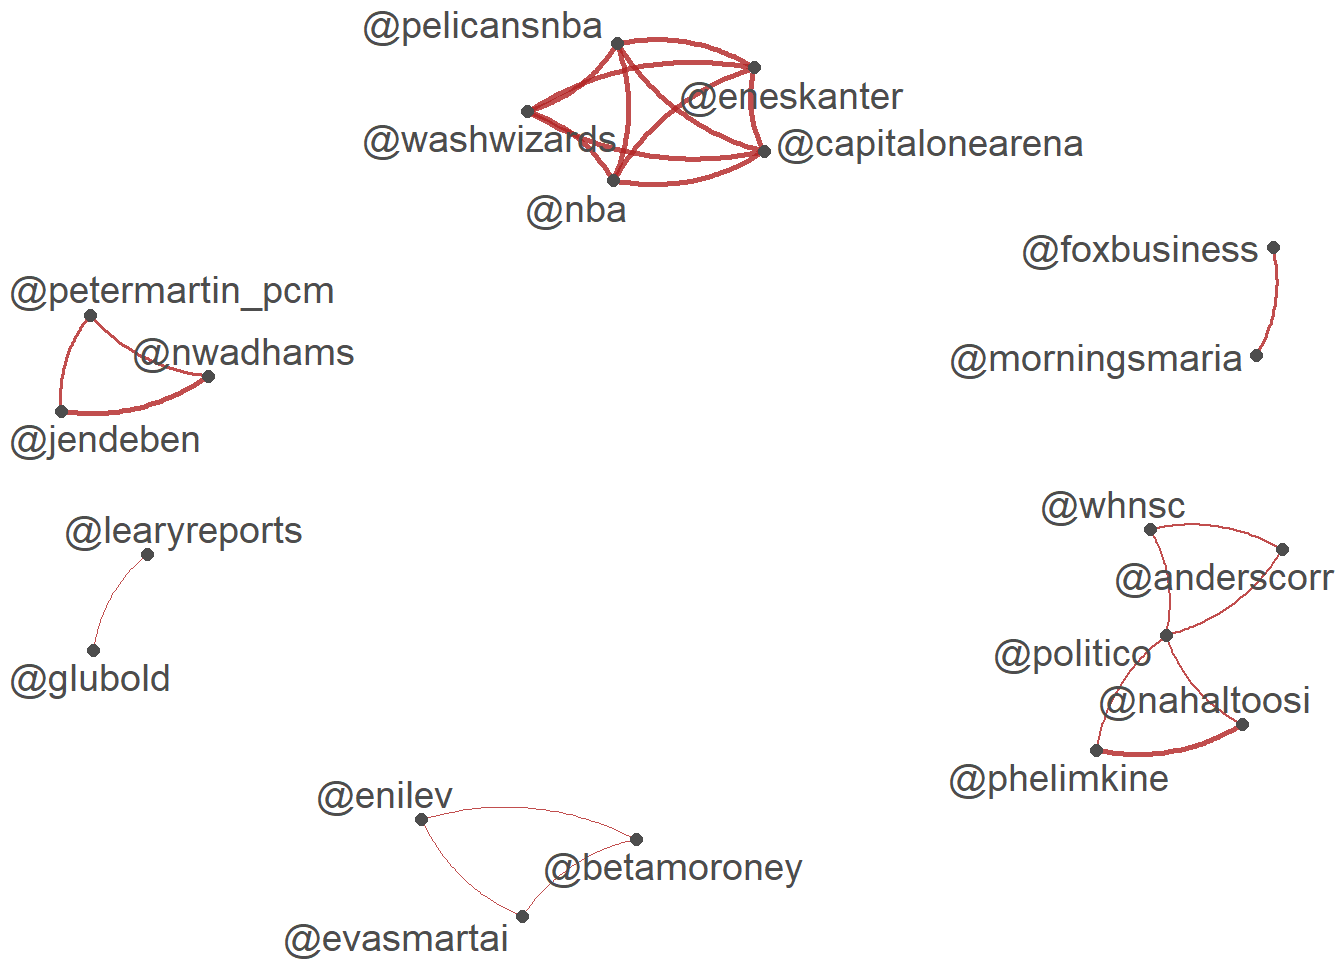 @pelicansnba
@eneskanter
@washwizards
@capitalonearena
@nba
@foxbusiness
@petermartin_pcm
@nwadhams
@morningsmaria
@jendeben
@whnsc
@learyreports
@anderscorr
@politico
@glubold
@nahaltoosi
@phelimkine
@enilev
@betamoroney
@evasmartai